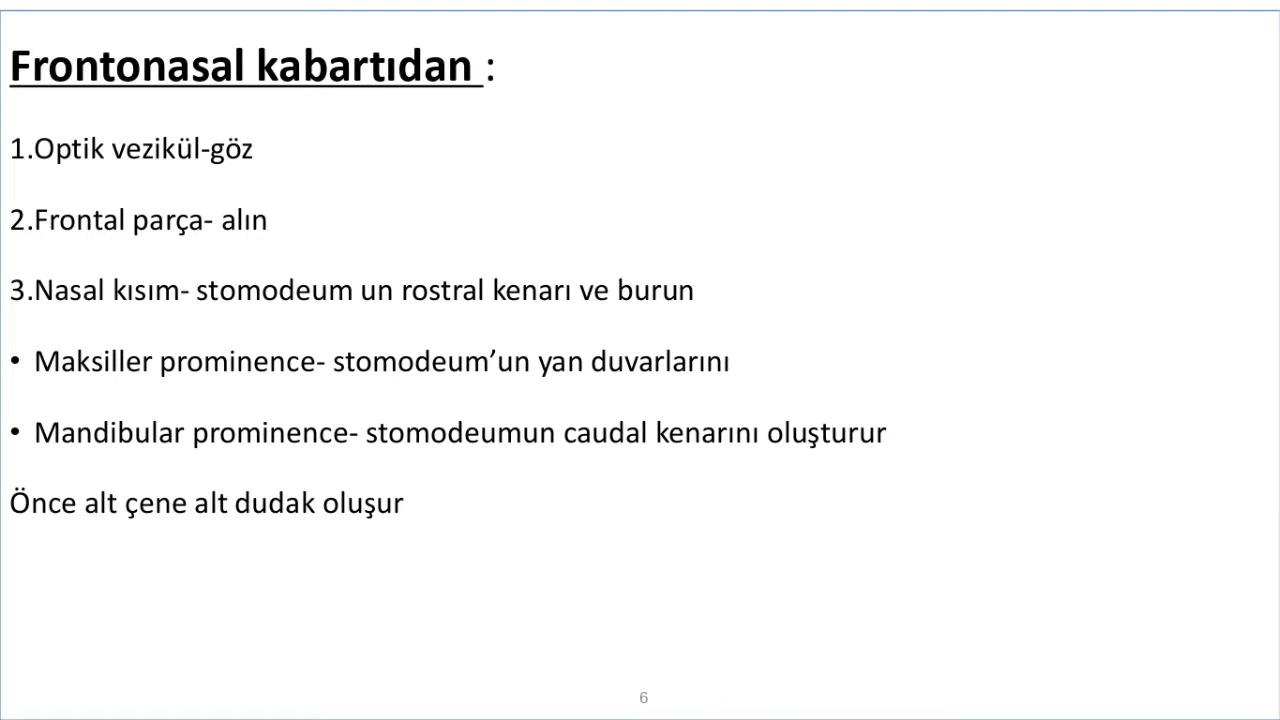 Frontonasal kabartıdan :
1.Optik vezikül-göz
2.Frontal parça- alın
3.Nasal kısım- stomodeum un rostral kenarı ve burun
• Maksiller prominence- stomodeum’un yan duvarlarını
• Mandibular prominence- stomodeumun caudal kenarını oluşturur
Önce alt çene alt dudak oluşur
6